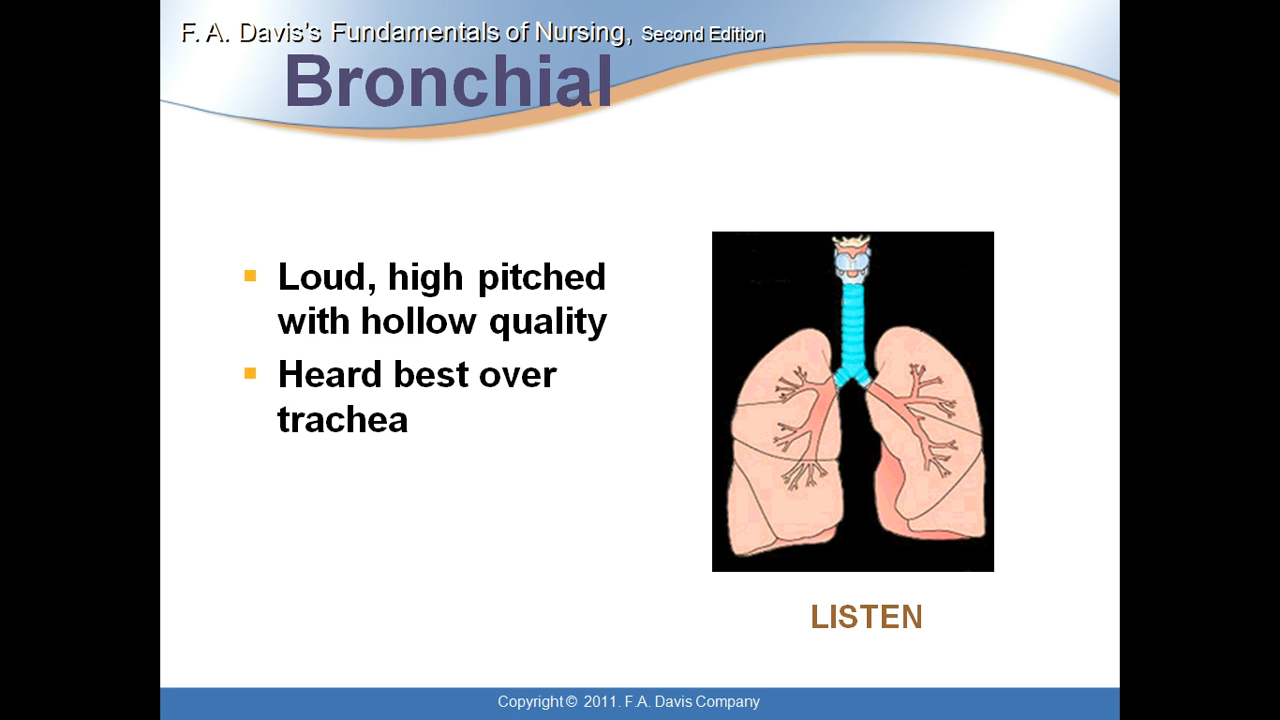 F. A. Davis's Fundamentals of Nursing, Second Edition
Bronchial
Loud, high pitched
with hollow quality
Heard best over
trachea
LISTEN
Copyright © 2011. F.A. Davis Company